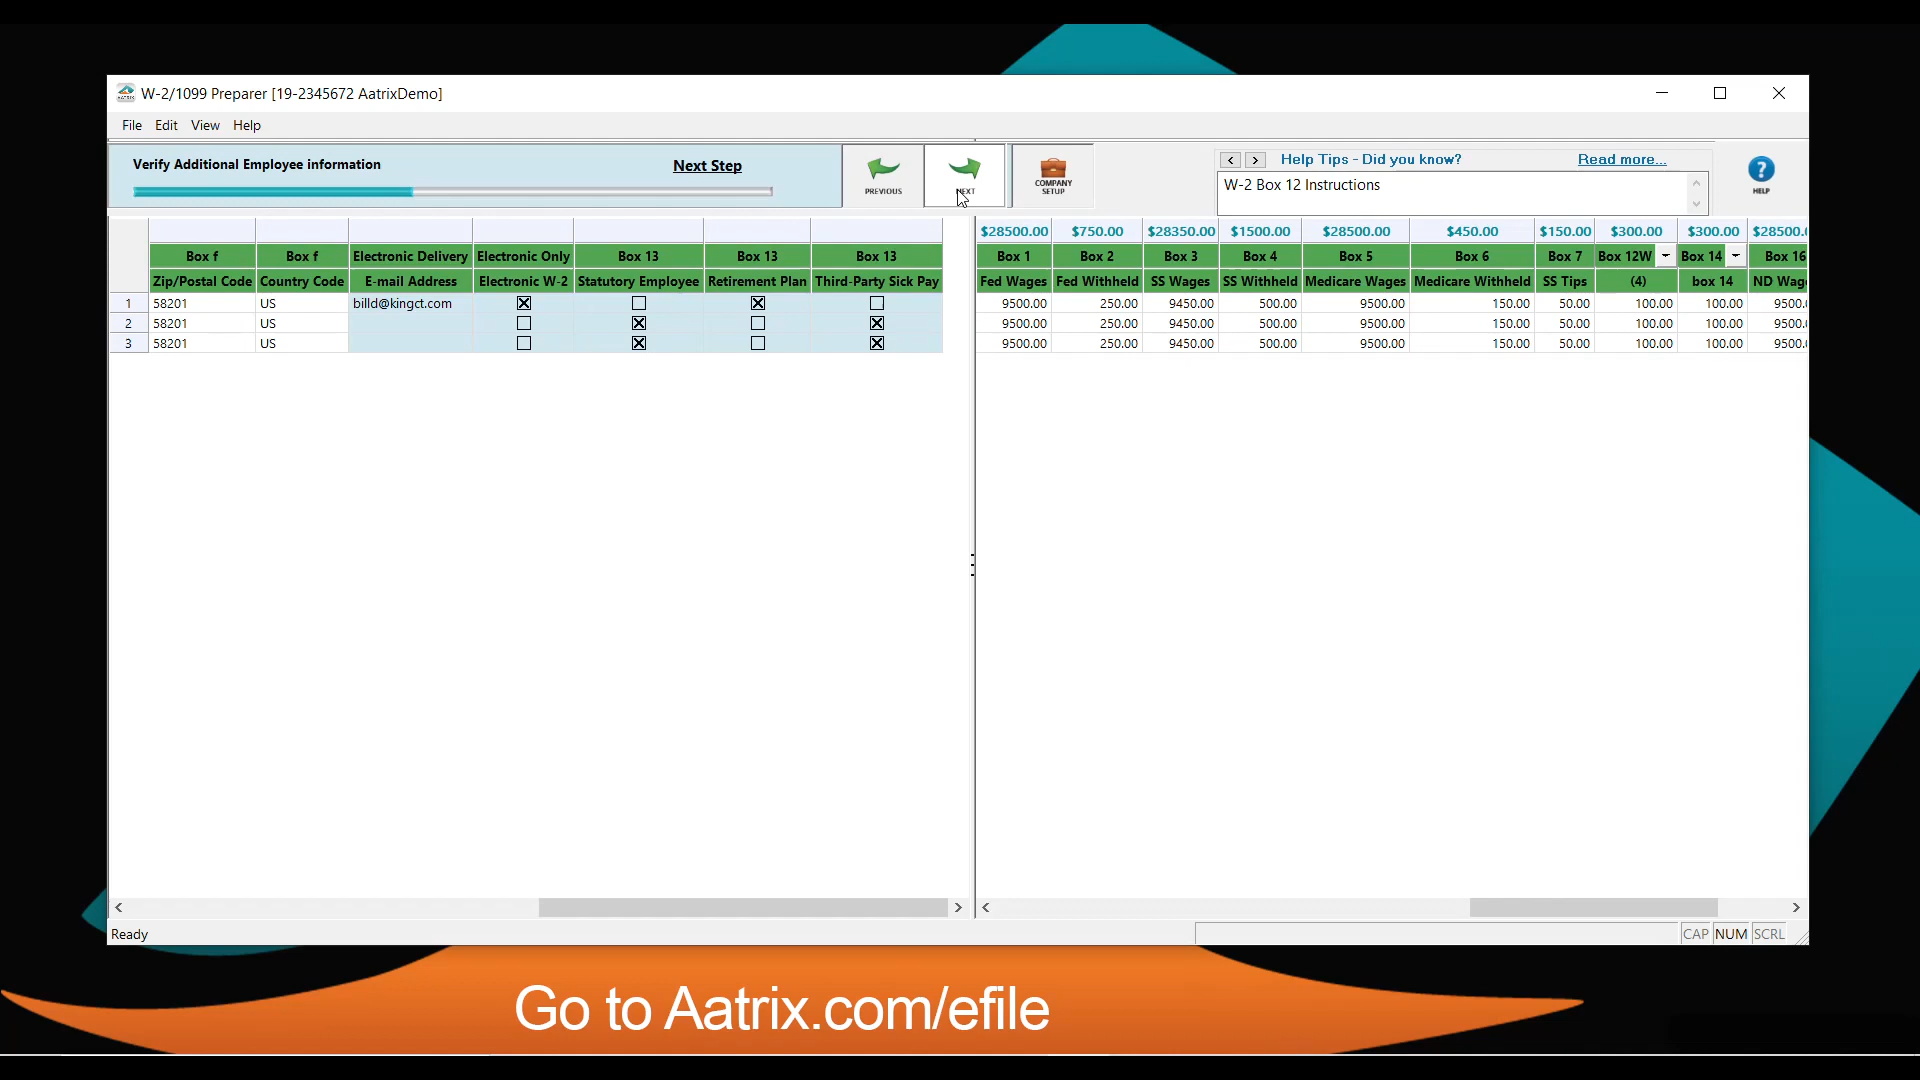 W-2/1099 Preparer [19-2345672 AatrixDemo]
File Edit View Help
Verify Additional Employee information
Next Step
PREVIOUS
NEXT
COMPANY SETUP
Help Tips - Did you know?
Read more...
W-2 Box 12 Instructions
HELP
$28500.00 $750.00 $28350.00 $1500.00 $28500.00 $450.00 $150.00 $300.00 $300.00 $28500.
Box f Box f Electronic Delivery Electronic Only Box 13 Box 13 Box 13 Box 1 Box 2 Box 3 Box 4 Box 5 Box 6 Box 7 Box 12W Box 14 Box 16
Zip/Postal Code Country Code E-mail Address Electronic W-2 Statutory Employee Retirement Plan Third-Party Sick Pay Fed Wages Fed Withheld SS Wages SS Withheld Medicare Wages Medicare Withheld SS Tips (4) box 14 ND Wag
1 58201 US billd@kingct.com 9500.00 250.00 9450.00 500.00 9500.00 150.00 50.00 100.00 100.00 9500.
2 58201 US 9500.00 250.00 9450.00 500.00 9500.00 150.00 50.00 100.00 100.00 9500.
3 58201 US 9500.00 250.00 9450.00 500.00 9500.00 150.00 50.00 100.00 100.00 9500.
Ready
CAP NUM SCRL
Go to Aatrix.com/efile